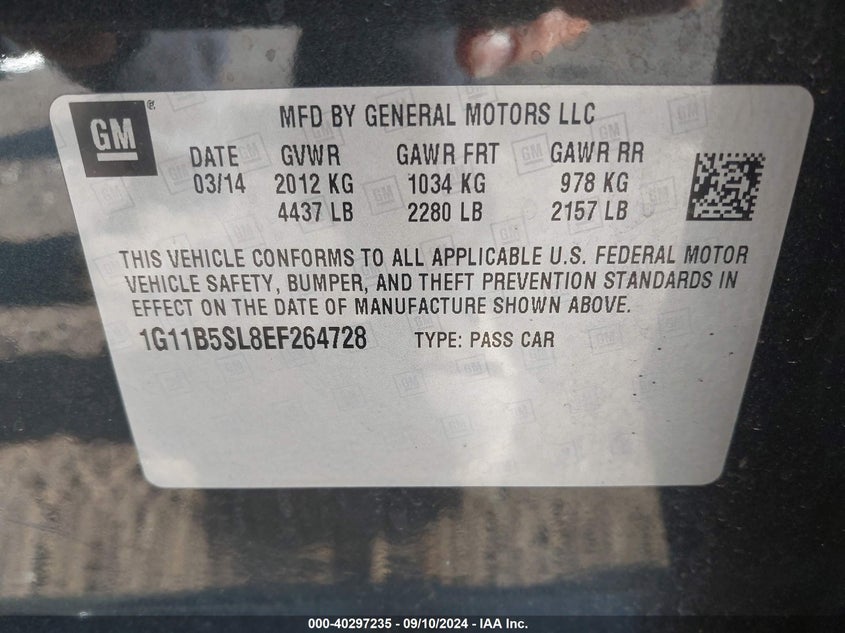 GM
®
MFD BY GENERAL MOTORS LLC
DATE GVWR GAWR FRT GAWR RR
03/14 2012 KG 1034 KG 978 KG
4437 LB 2280 LB 2157 LB
THIS VEHICLE CONFORMS TO ALL APPLICABLE U.S. FEDERAL MOTOR
VEHICLE SAFETY, BUMPER, AND THEFT PREVENTION STANDARDS IN
EFFECT ON THE DATE OF MANUFACTURE SHOWN ABOVE.
1G11B5SL8EF264728 TYPE: PASS CAR
000-40297235 - 09/10/2024 - IAA Inc.